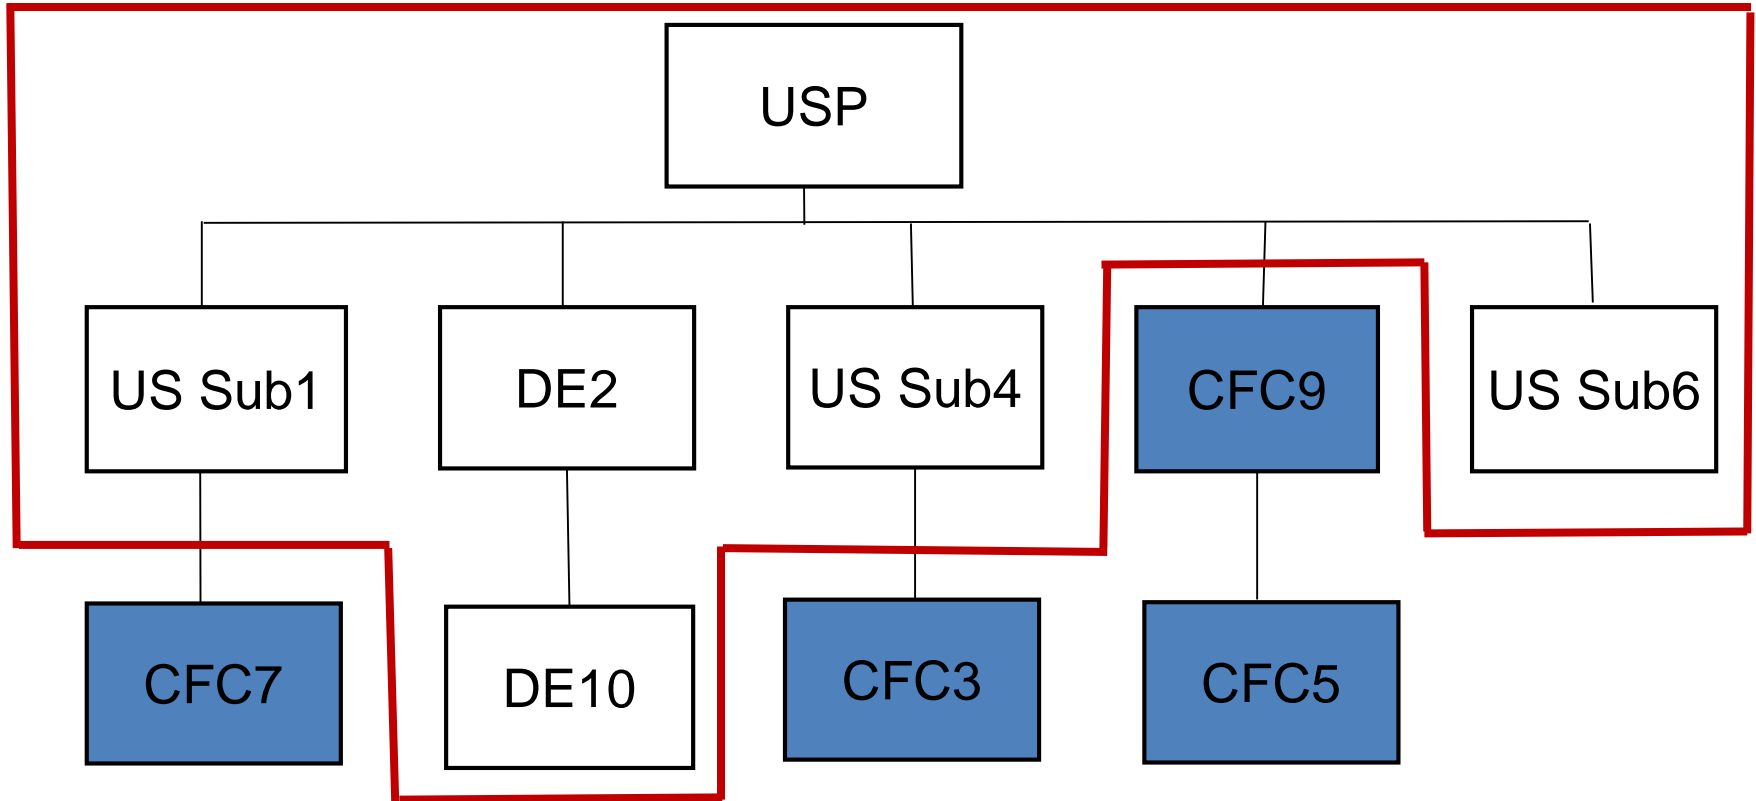 USP
US Sub1
DE2
US Sub4
CFC9
US Sub6
CFC7
DE10
CFC3
CFC5